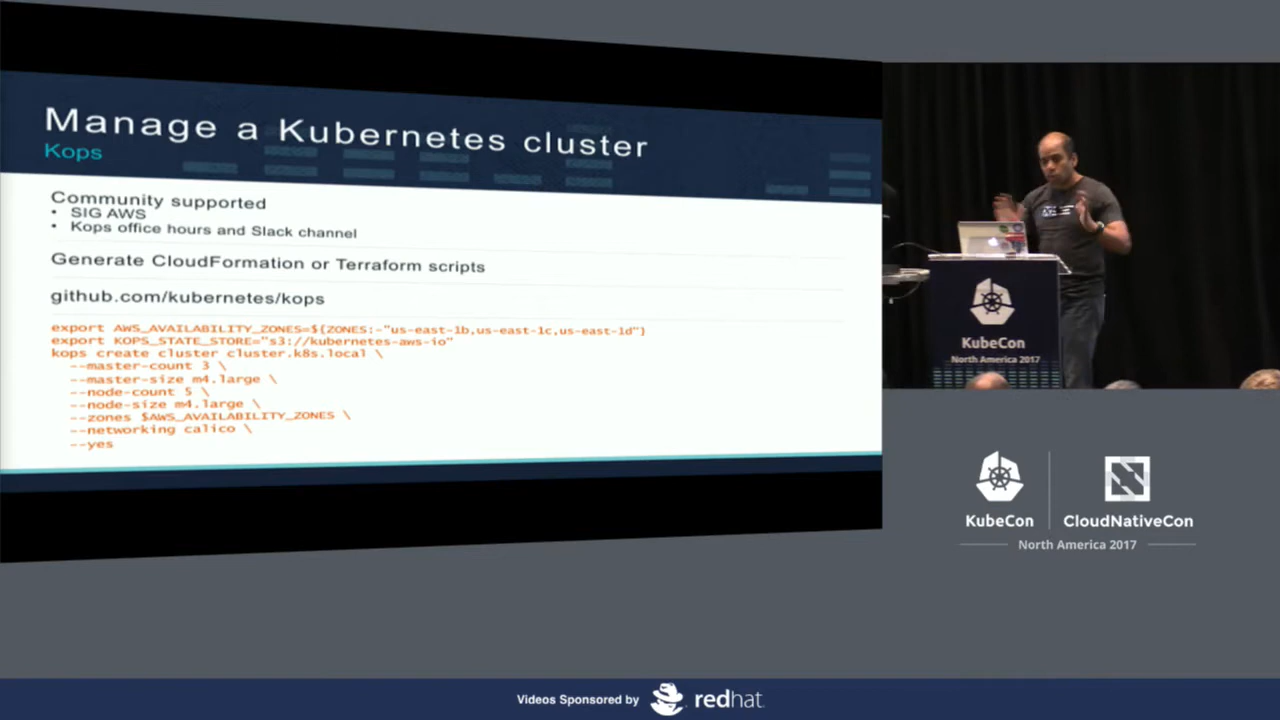 Manage a Kubernetes cluster
Kops
Community supported
• SIG AWS
• Kops office hours and Slack channel
Generate CloudFormation or Terraform scripts
github.com/kubernetes/kops
export AWS_AVAILABILITY_ZONES=${ZONES:-"us-east-1b,us-east-1c,us-east-1d"}
export KOPS_STATE_STORE="s3://kubernetes-aws-io"
kops create cluster cluster.k8s.local \
--master-count 3 \
--master-size m4.large \
--node-count 5 \
--node-size m4.large \
--zones $AWS_AVAILABILITY_ZONES \
--networking calico \
--yes
KubeCon
North America 2017
KubeCon
CloudNativeCon
North America 2017
Videos Sponsored by
redhat.